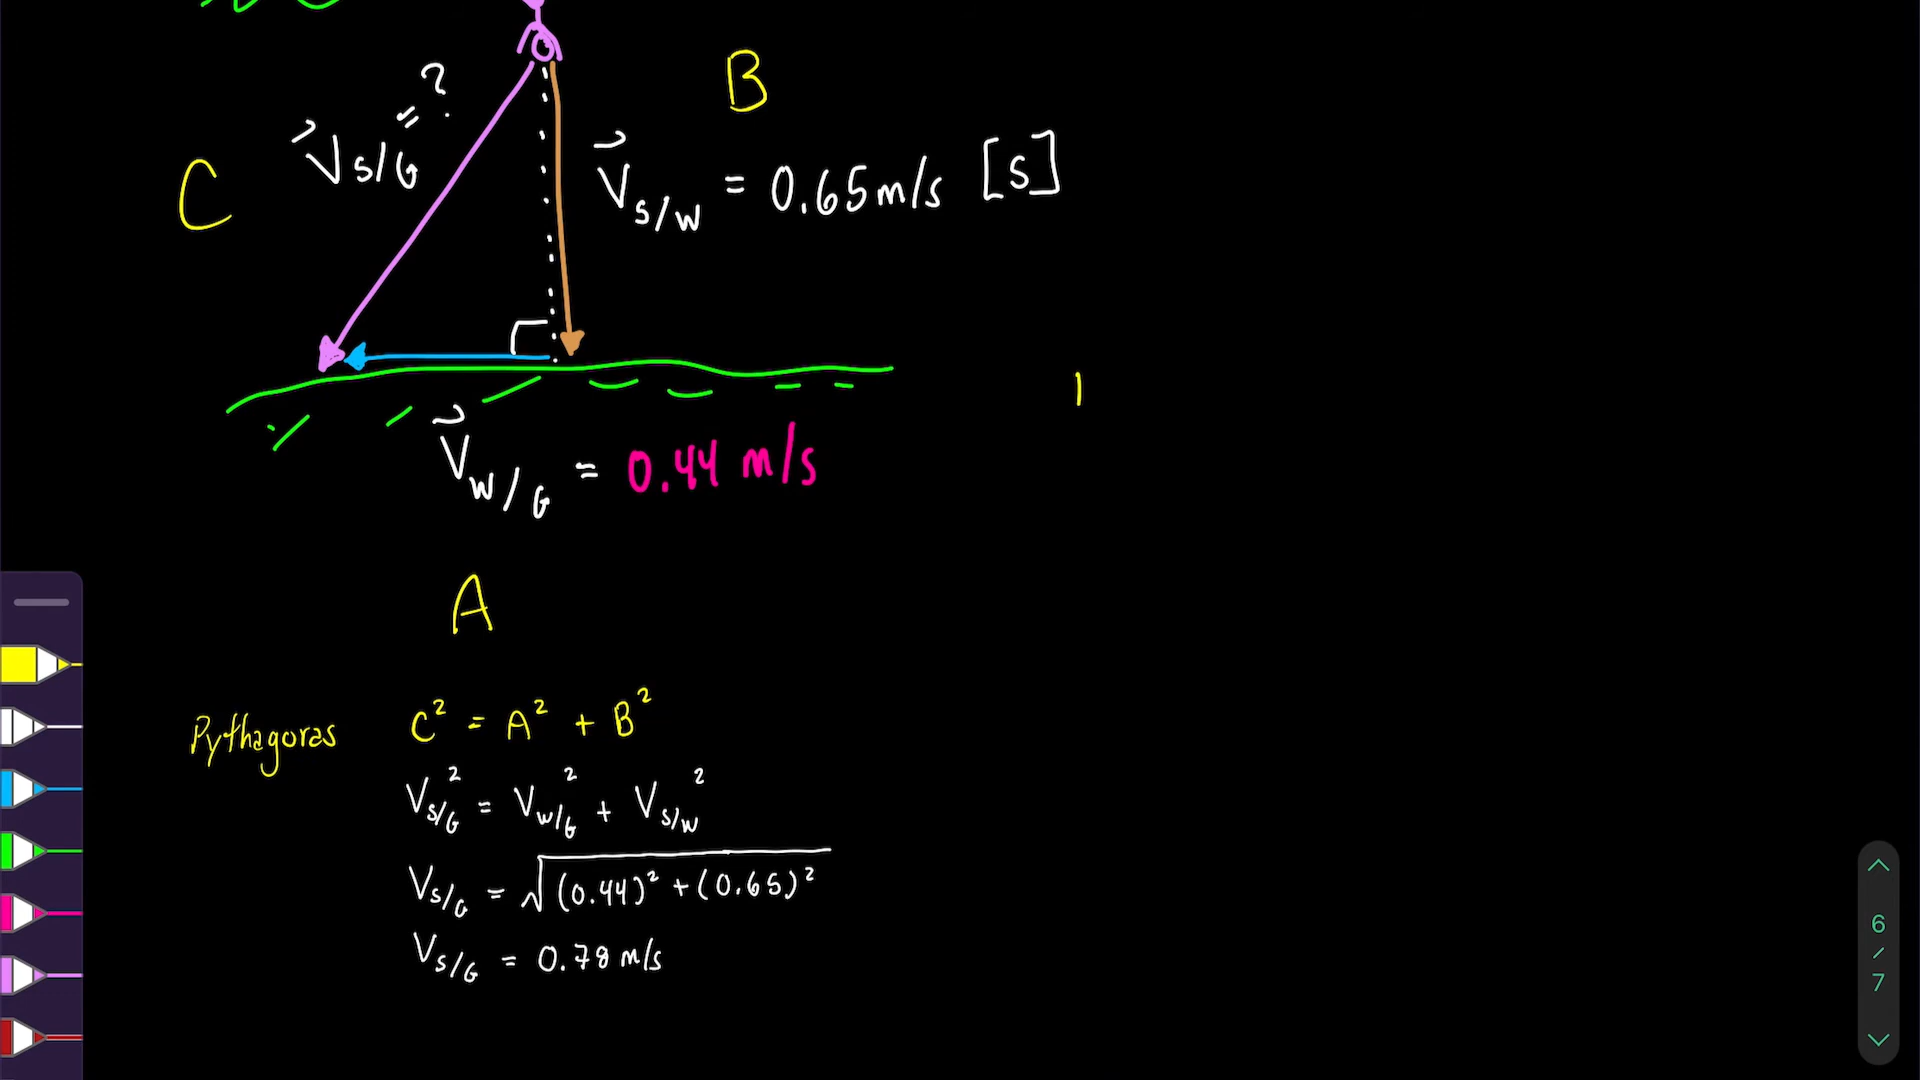 B
= ?
V⃗ S/G
C
V⃗ S/W = 0.65 m/s [S]
V⃗ W/G = 0.44 m/s
A
Pythagoras C² = A² + B²
V S/G² = V W/G² + V S/W²
V S/G = √(0.44)² + (0.65)²
V S/G = 0.78 m/s
6
/
7